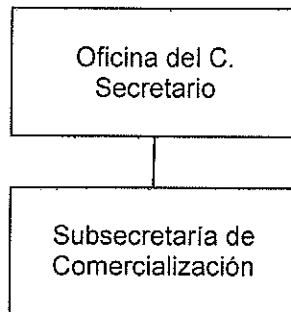 Oficina del C.
Secretario
Subsecretaría de
Comercialización